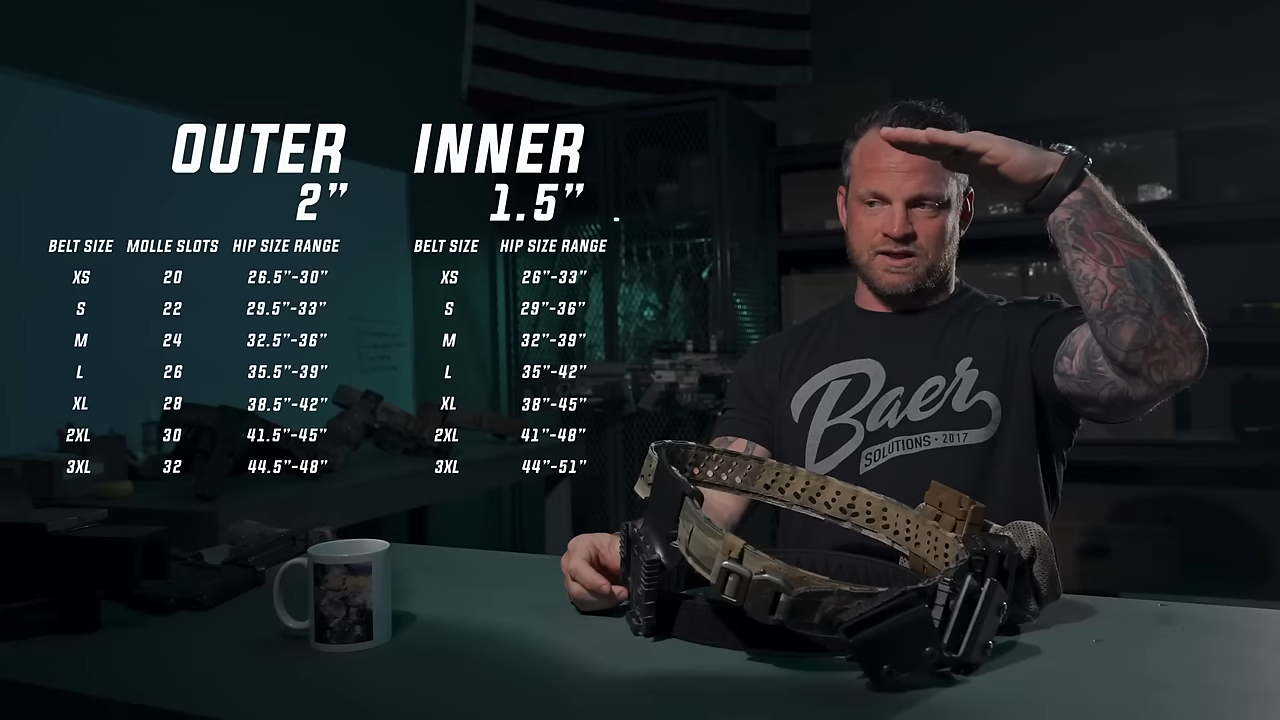 OUTER
2”
BELT SIZE MOLLE SLOTS HIP SIZE RANGE
XS 20 26.5”-30”
S 22 29.5”-33”
M 24 32.5”-36”
L 26 35.5”-39”
XL 28 38.5”-42”
2XL 30 41.5”-45”
3XL 32 44.5”-48”
INNER
1.5”
BELT SIZE HIP SIZE RANGE
XS 26”-33”
S 29”-36”
M 32”-39”
L 35”-42”
XL 38”-45”
2XL 41”-48”
3XL 44”-51”
Baer
SOLUTIONS · 2017